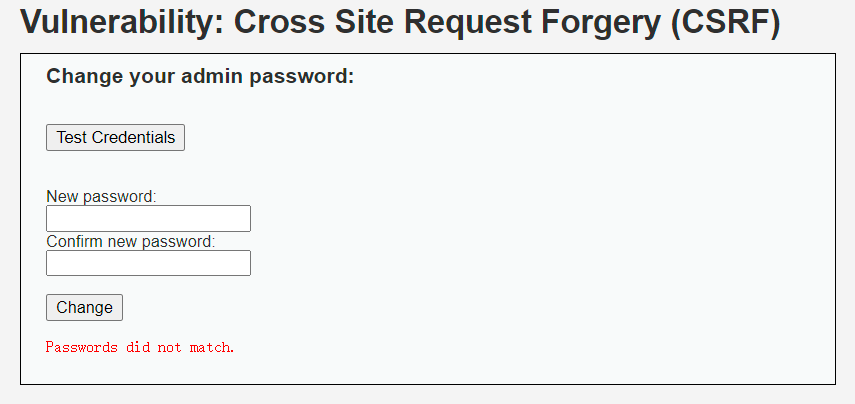 Vulnerability: Cross Site Request Forgery (CSRF)
Change your admin password:
Test Credentials
New password:
Confirm new password:
Change
Passwords did not match.